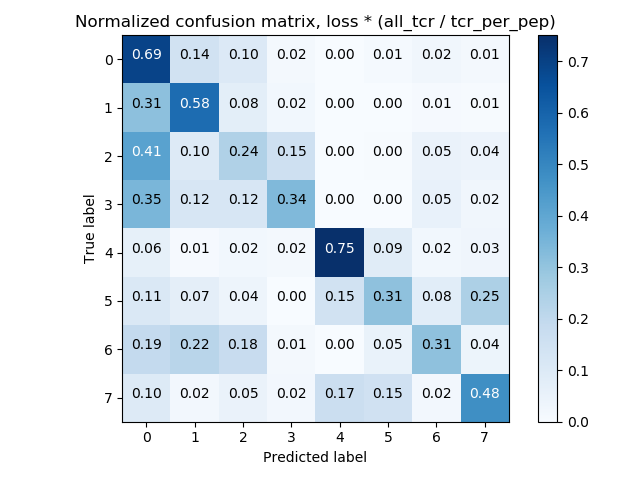 Normalized confusion matrix, loss * (all_tcr / tcr_per_pep)
0 0.69 0.14 0.10 0.02 0.00 0.01 0.02 0.01
1 0.31 0.58 0.08 0.02 0.00 0.00 0.01 0.01
2 0.41 0.10 0.24 0.15 0.00 0.00 0.05 0.04
3 0.35 0.12 0.12 0.34 0.00 0.00 0.05 0.02
4 0.06 0.01 0.02 0.02 0.75 0.09 0.02 0.03
5 0.11 0.07 0.04 0.00 0.15 0.31 0.08 0.25
6 0.19 0.22 0.18 0.01 0.00 0.05 0.31 0.04
7 0.10 0.02 0.05 0.02 0.17 0.15 0.02 0.48
0 1 2 3 4 5 6 7
Predicted label
True label
0.7
0.6
0.5
0.4
0.3
0.2
0.1
0.0